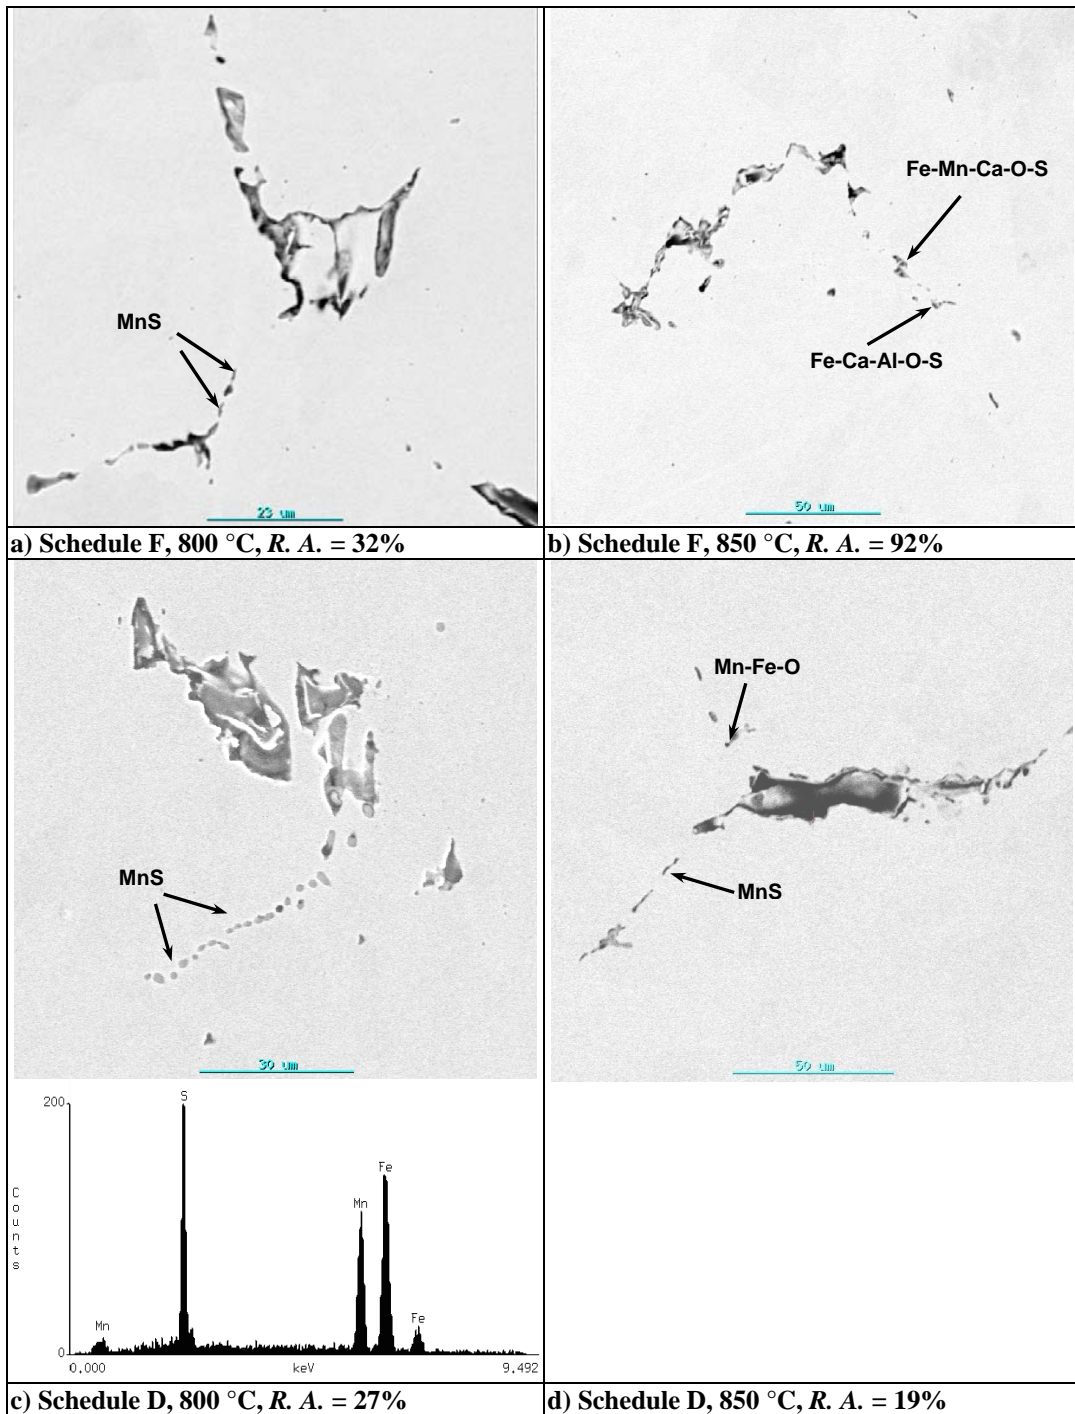 MnS
23 um
a) Schedule F, 800 °C, R. A. = 32%
Fe-Mn-Ca-O-S
Fe-Ca-Al-O-S
50 um
b) Schedule F, 850 °C, R. A. = 92%
MnS
30 um
200
S
Mn
Fe
Counts
Mn
Fe
0
0.000
keV
9.492
c) Schedule D, 800 °C, R. A. = 27%
Mn-Fe-O
MnS
50 um
d) Schedule D, 850 °C, R. A. = 19%